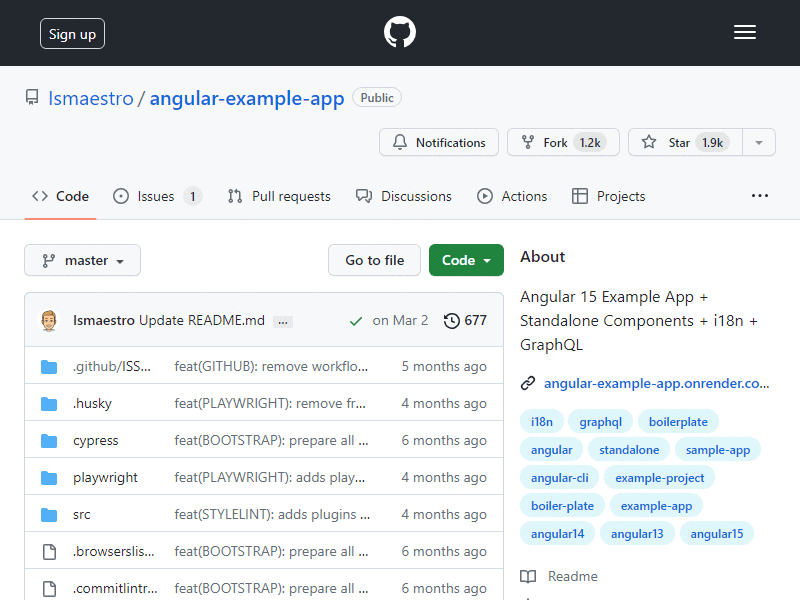 Sign up
Ismaestro / angular-example-app Public
Notifications Fork 1.2k Star 1.9k
Code Issues 1 Pull requests Discussions Actions Projects ...
master Go to file Code
Ismaestro Update README.md ... on Mar 2 677
.github/ISS... feat(GITHUB): remove workflo... 5 months ago
.husky feat(PLAYWRIGHT): remove fr... 4 months ago
cypress feat(BOOTSTRAP): prepare all ... 6 months ago
playwright feat(PLAYWRIGHT): adds play... 4 months ago
src feat(STYLELINT): adds plugins ... 4 months ago
.browserslis... feat(BOOTSTRAP): prepare all ... 6 months ago
.commitlintr... feat(BOOTSTRAP): prepare all ... 6 months ago
About
Angular 15 Example App +
Standalone Components + i18n +
GraphQL
angular-example-app.onrender.co...
i18n graphql boilerplate
angular standalone sample-app
angular-cli example-project
boiler-plate example-app
angular14 angular13 angular15
Readme